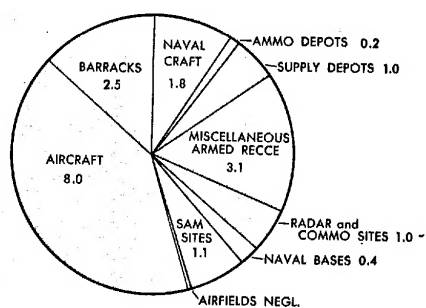 NAVAL
CRAFT
1.8
AMMO DEPOTS 0.2
SUPPLY DEPOTS 1.0
BARRACKS
2.5
MISCELLANEOUS
ARMED RECCE
3.1
AIRCRAFT
8.0
RADAR and
COMMO SITES 1.0
SAM
SITES
1.1
NAVAL BASES 0.4
AIRFIELDS NEGL.